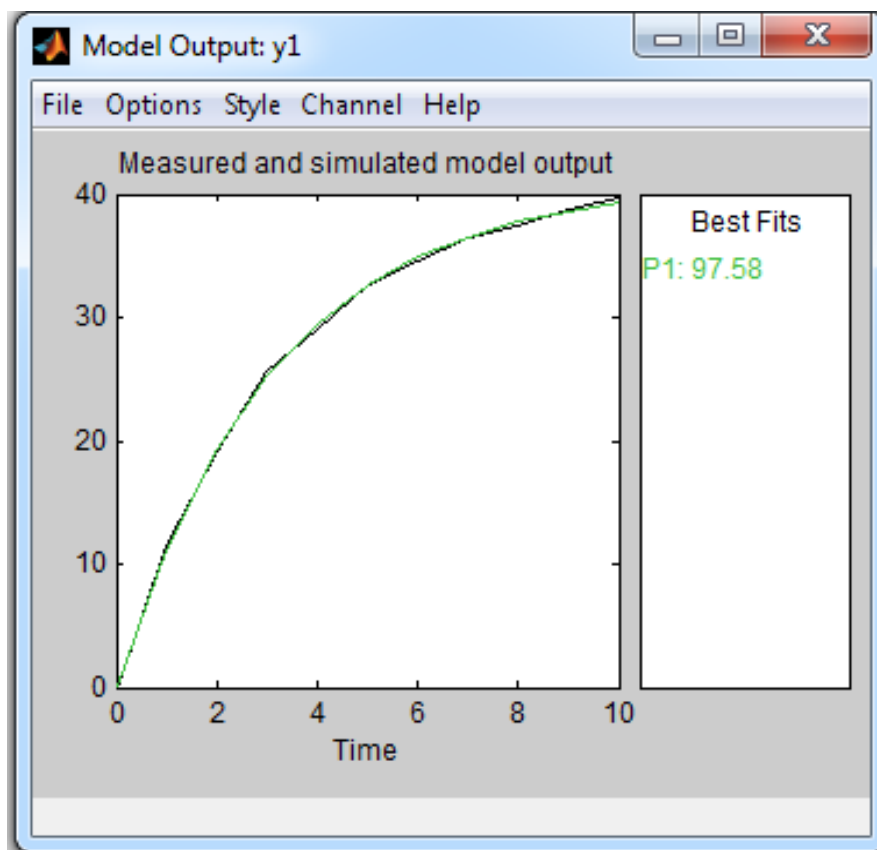 Model Output: y1
File Options Style Channel Help
Measured and simulated model output
40
30
20
10
0
0 2 4 6 8 10
Time
Best Fits
P1: 97.58